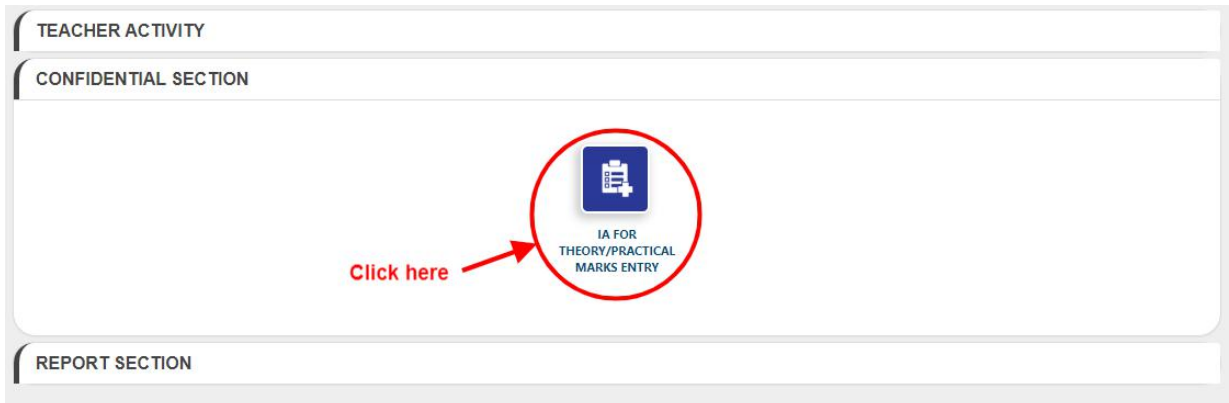 TEACHER ACTIVITY
CONFIDENTIAL SECTION
IA FOR
THEORY/PRACTICAL
MARKS ENTRY
Click here
REPORT SECTION